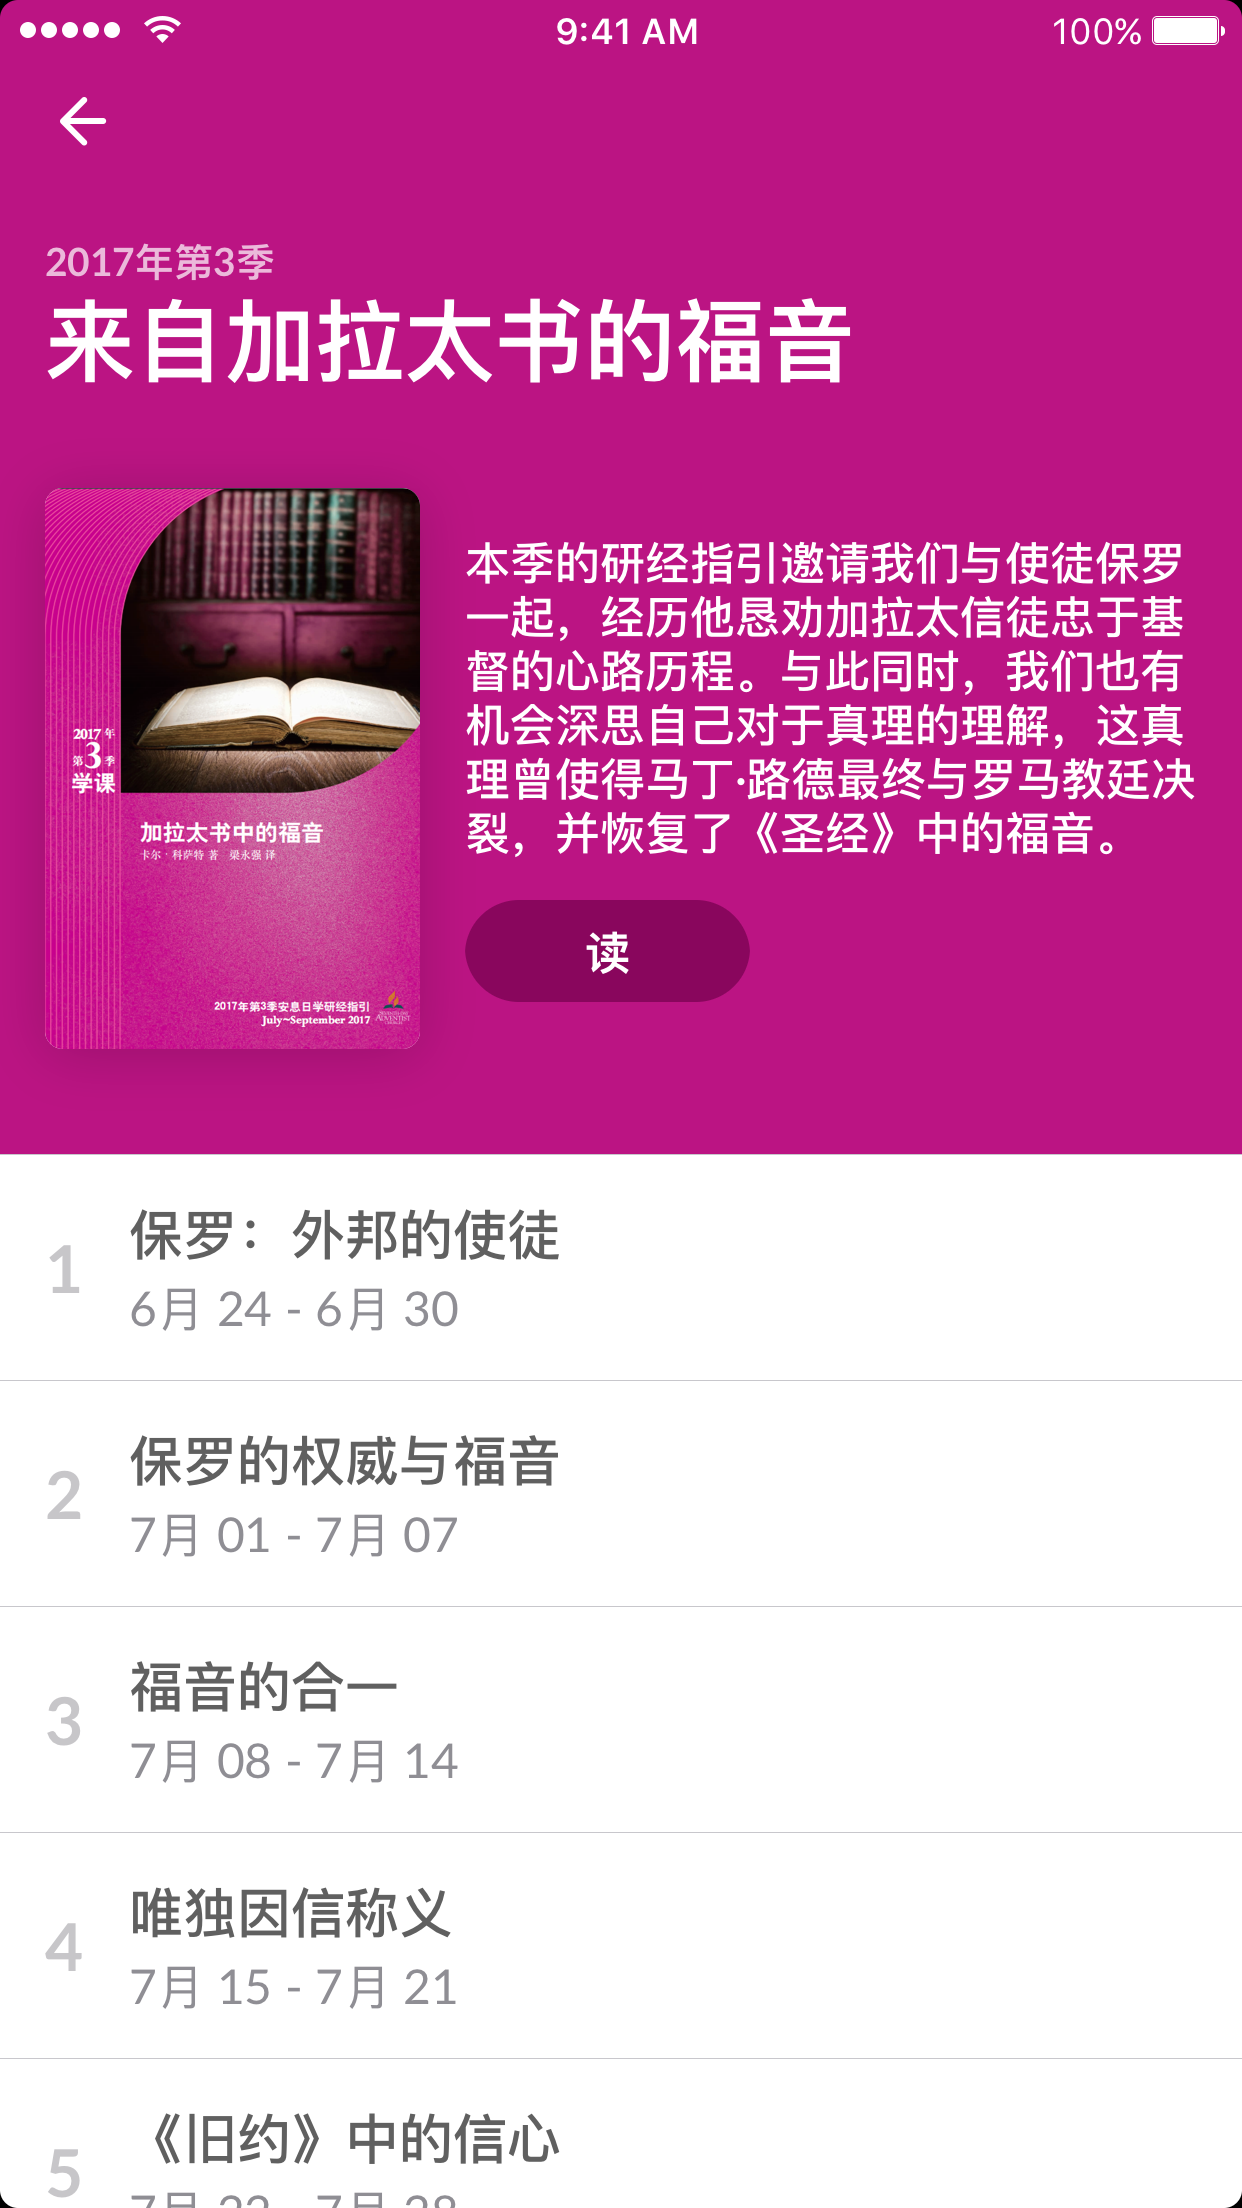 9:41 AM
100%
2017年第3季
来自加拉太书的福音
2017 年
第3季
学课
加拉太书中的福音
卡尔·科萨特 著 梁永强 译
2017年第3季安息日学研经指引
July~September 2017
ADVENTIST
本季的研经指引邀请我们与使徒保罗
一起，经历他恳劝加拉太信徒忠于基
督的心路历程。与此同时，我们也有
机会深思自己对于真理的理解，这真
理曾使得马丁·路德最终与罗马教廷决
裂，并恢复了《圣经》中的福音。
读
1
保罗：外邦的使徒
6月 24 - 6月 30
2
保罗的权威与福音
7月 01 - 7月 07
3
福音的合一
7月 08 - 7月 14
4
唯独因信称义
7月 15 - 7月 21
5
《旧约》中的信心
7月 22 - 7月 28